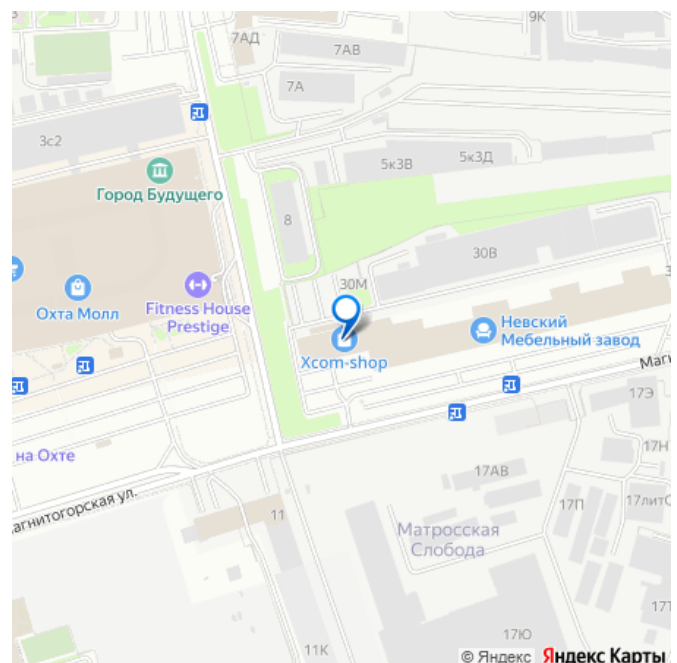 9К
7АД
7АВ
7А
3с2
5к3В
5к3Д
Город Будущего
8
30В
30М
Охта Молл
Fitness House
Prestige
Невский
Мебельный завод
Xcom-shop
Магн
17Э
на Охте
17Н
17АВ
агнитогорская ул.
17П
17литС
11
Матросская
Слобода
17Т
17Ю
11К
© Яндекс Яндекс Карты